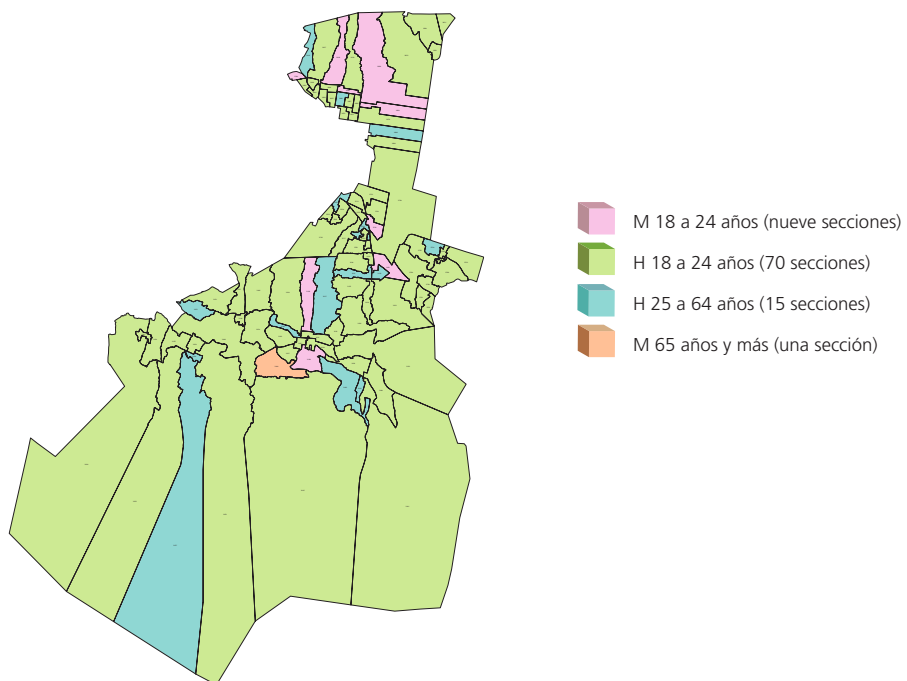 M 18 a 24 años (nueve secciones)
H 18 a 24 años (70 secciones)
H 25 a 64 años (15 secciones)
M 65 años y más (una sección)